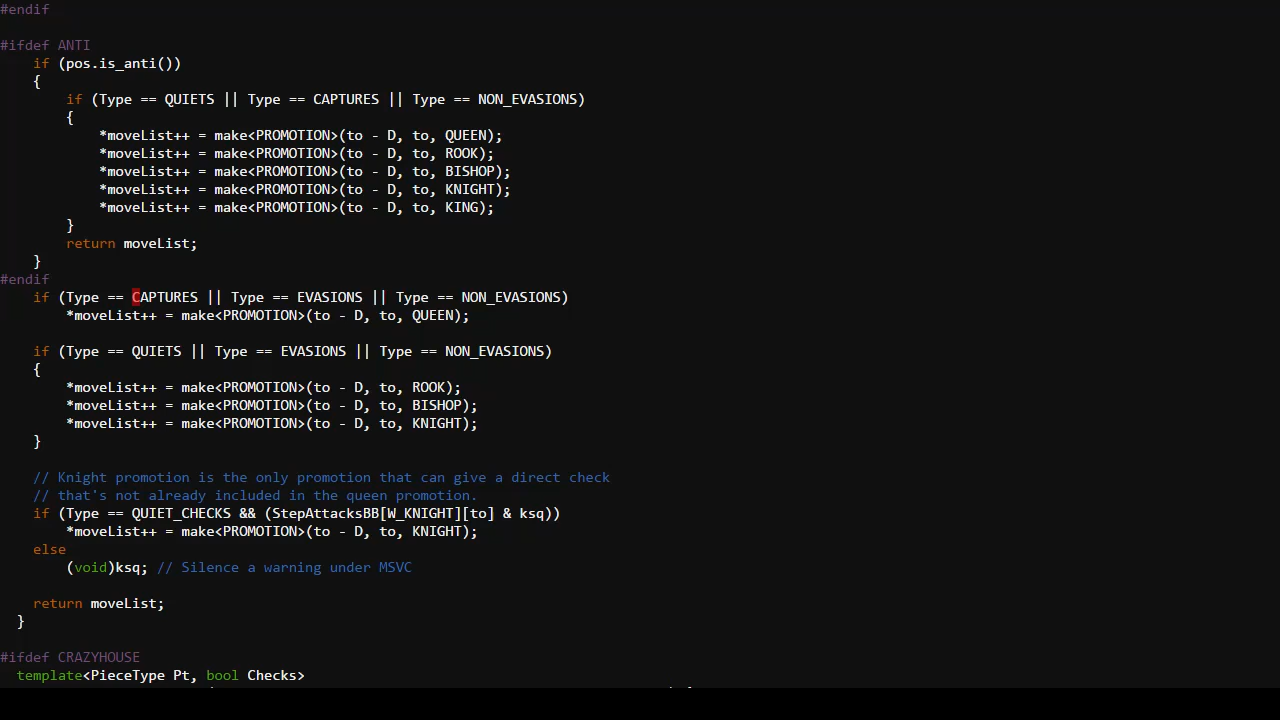 #endif
#ifdef ANTI
    if (pos.is_anti())
    {
        if (Type == QUIETS || Type == CAPTURES || Type == NON_EVASIONS)
        {
            *moveList++ = make<PROMOTION>(to - D, to, QUEEN);
            *moveList++ = make<PROMOTION>(to - D, to, ROOK);
            *moveList++ = make<PROMOTION>(to - D, to, BISHOP);
            *moveList++ = make<PROMOTION>(to - D, to, KNIGHT);
            *moveList++ = make<PROMOTION>(to - D, to, KING);
        }
        return moveList;
    }
#endif
    if (Type == CAPTURES || Type == EVASIONS || Type == NON_EVASIONS)
        *moveList++ = make<PROMOTION>(to - D, to, QUEEN);
    if (Type == QUIETS || Type == EVASIONS || Type == NON_EVASIONS)
    {
        *moveList++ = make<PROMOTION>(to - D, to, ROOK);
        *moveList++ = make<PROMOTION>(to - D, to, BISHOP);
        *moveList++ = make<PROMOTION>(to - D, to, KNIGHT);
    }
    // Knight promotion is the only promotion that can give a direct check
    // that's not already included in the queen promotion.
    if (Type == QUIET_CHECKS && (StepAttacksBB[W_KNIGHT][to] & ksq))
        *moveList++ = make<PROMOTION>(to - D, to, KNIGHT);
    else
        (void)ksq; // Silence a warning under MSVC
    return moveList;
  }
#ifdef CRAZYHOUSE
  template<PieceType Pt, bool Checks>